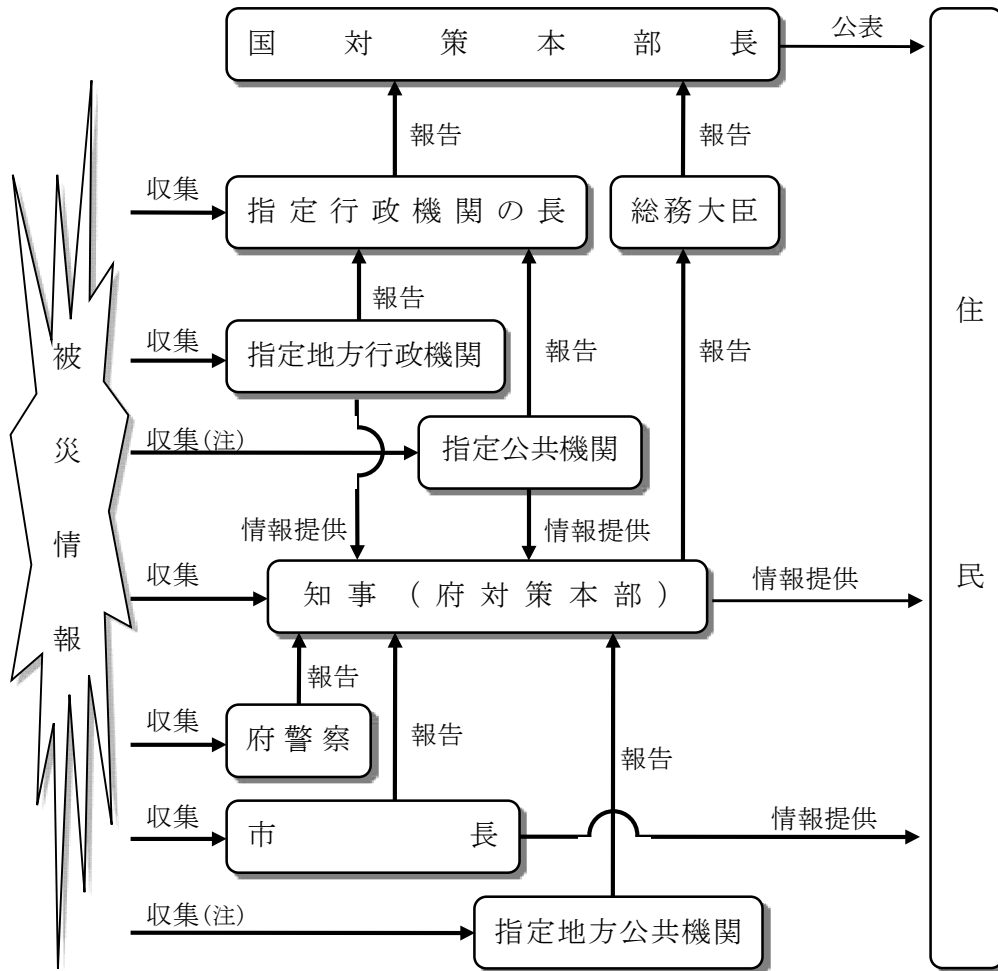 国対策本部長
公表
報告
報告
収集
指定行政機関の長
総務大臣
報告
収集
指定地方行政機関
報告
報告
収集(注)
指定公共機関
情報提供
情報提供
収集
知事(府対策本部)
情報提供
報告
収集
府警察
報告
報告
収集
市長
情報提供
収集(注)
指定地方公共機関
被災情報
住民